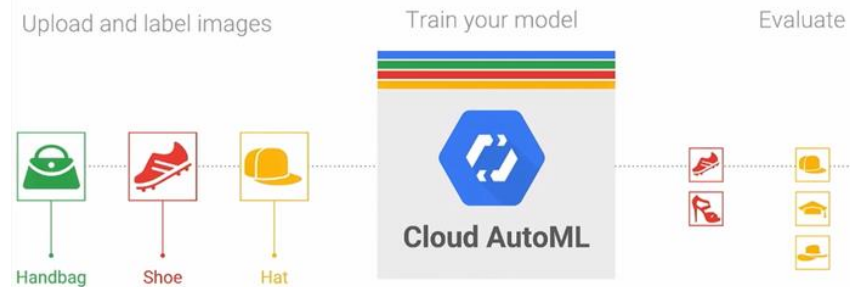 Upload and label images
Train your model
Evaluate
Cloud AutoML
Handbag
Shoe
Hat